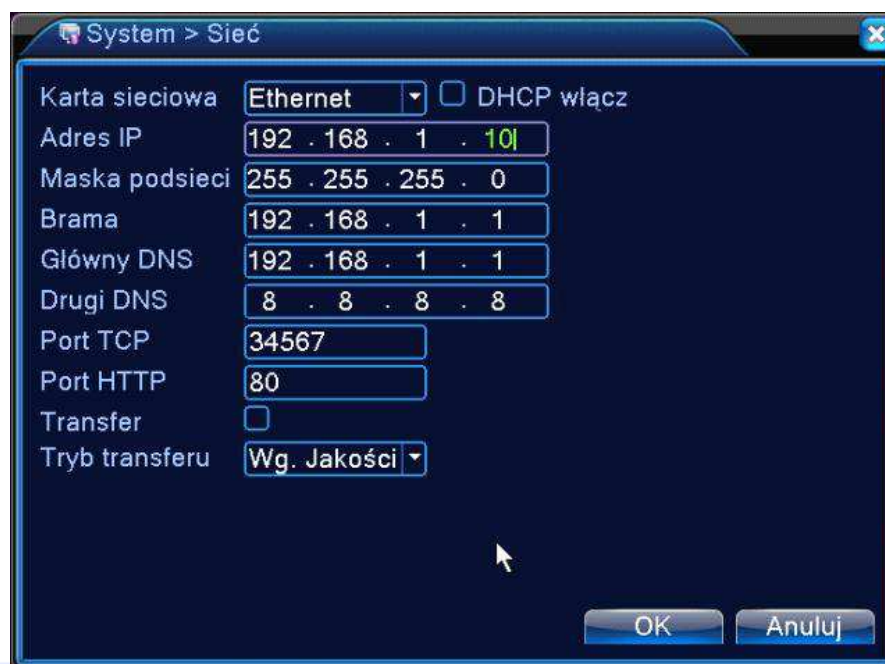 System > Sieć
Karta sieciowa Ethernet DHCP włącz
Adres IP 192 . 168 . 1 . 10
Maska podsieci 255 . 255 . 255 . 0
Brama 192 . 168 . 1 . 1
Główny DNS 192 . 168 . 1 . 1
Drugi DNS 8 . 8 . 8 . 8
Port TCP 34567
Port HTTP 80
Transfer
Tryb transferu Wg. Jakości
OK Anuluj